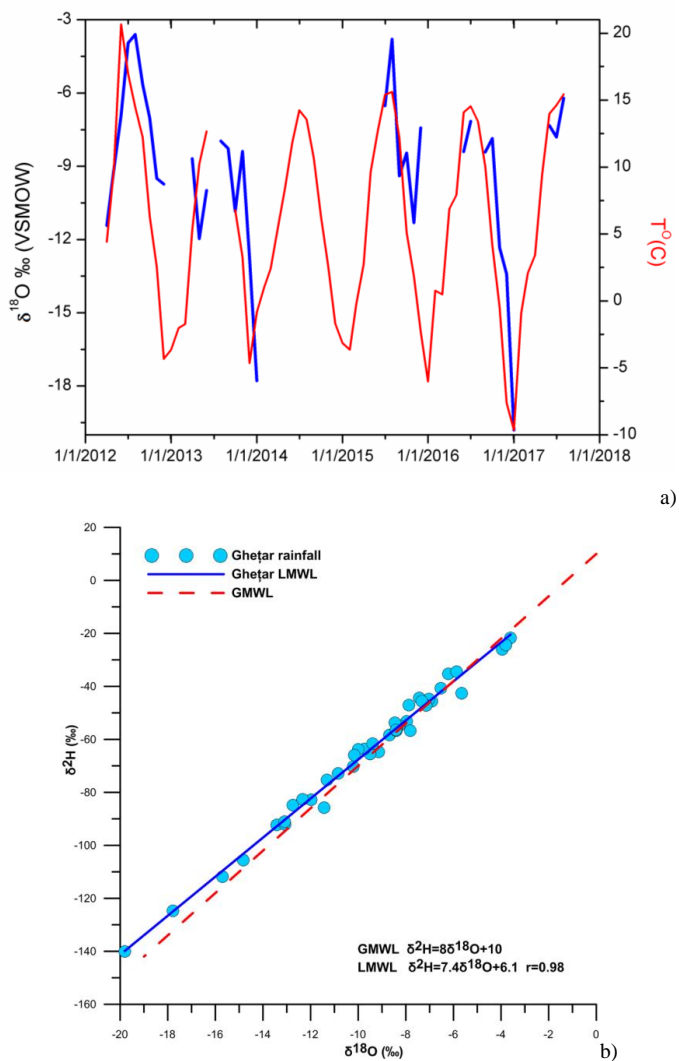 -3
-6
-9
-12
-15
-18
20
15
10
5
0
-5
-10
δ18O ‰ (VSMOW)
TO(C)
1/1/2012 1/1/2013 1/1/2014 1/1/2015 1/1/2016 1/1/2017 1/1/2018
a)
20
0
-20
-40
-60
-80
-100
-120
-140
-160
δ2H (‰)
Ghețar rainfall
Ghețar LMWL
GMWL
GMWL δ2H=8δ18O+10
LMWL δ2H=7.4δ18O+6.1 r=0.98
-20 -18 -16 -14 -12 -10 -8 -6 -4 -2 0
δ18O (‰)
b)